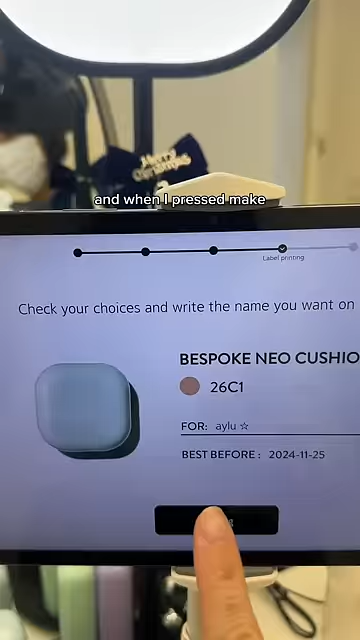 Merry
Christmas
and when I pressed make
Label printing
Check your choices and write the name you want on
BESPOKE NEO CUSHIO
26C1
FOR: aylu ☆
BEST BEFORE : 2024-11-25